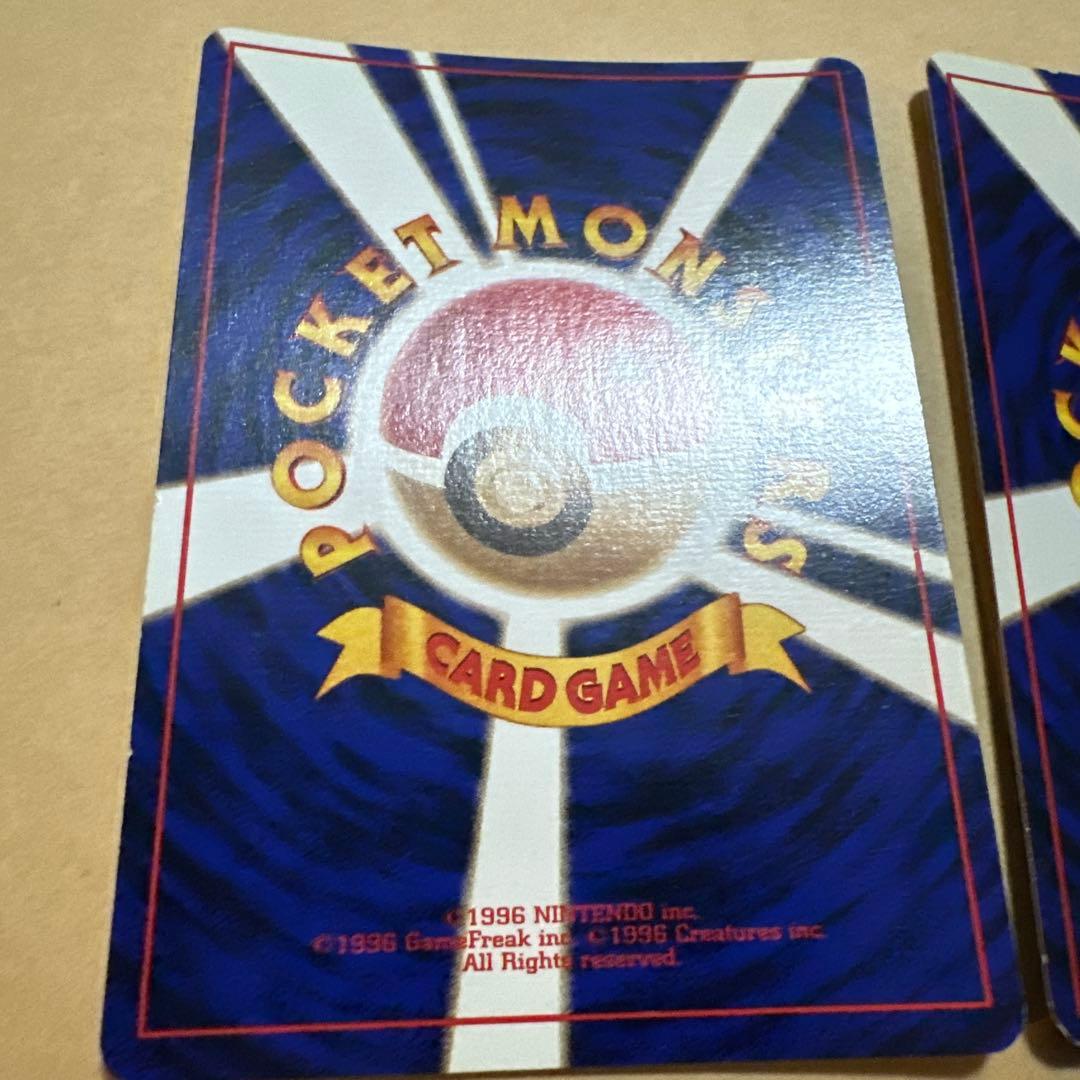 POCKET MONSTERS
CARD GAME
©1996 NINTENDO inc.
©1996 GameFreak inc. ©1996 Creatures inc.
All Rights reserved.